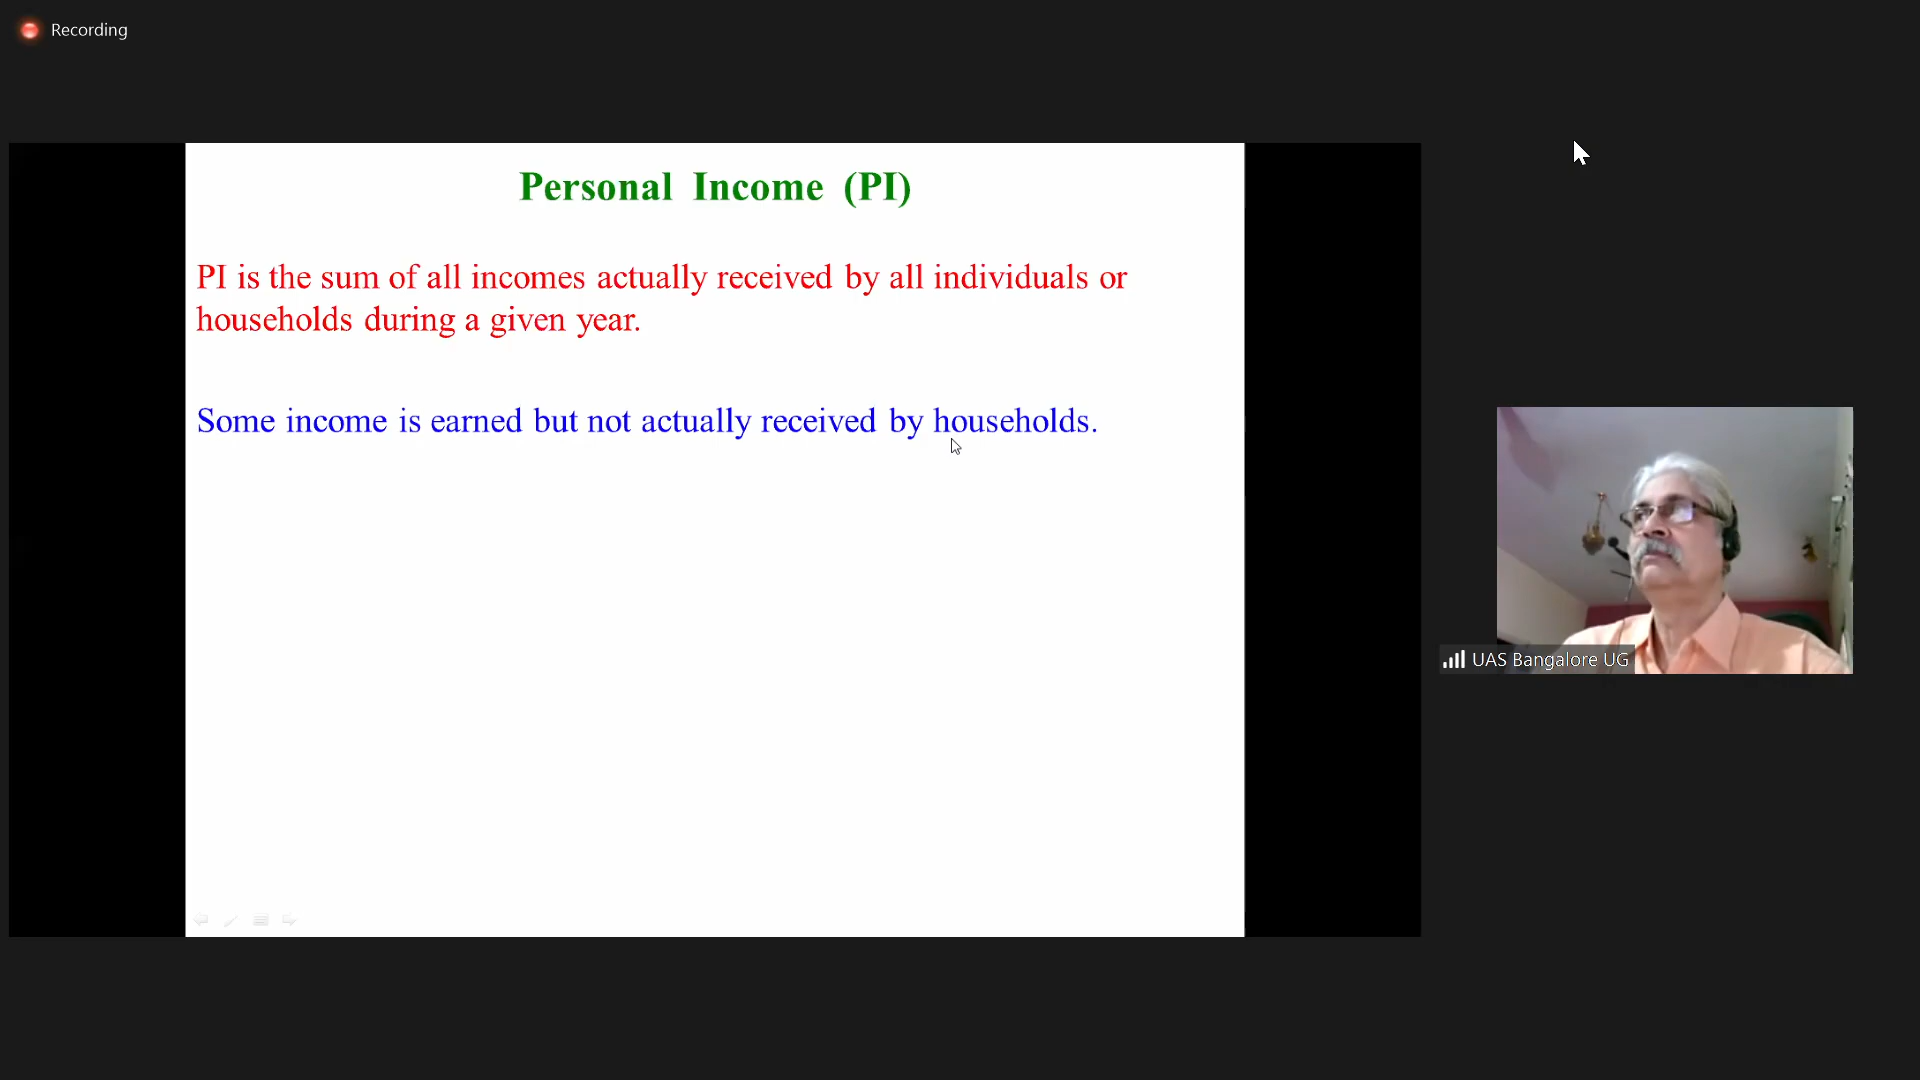 Recording
Personal Income (PI)
PI is the sum of all incomes actually received by all individuals or
households during a given year.
Some income is earned but not actually received by households.
UAS Bangalore UG